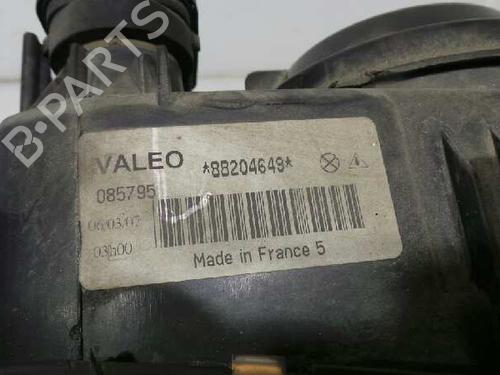 B-PARTS
VALEO *88204649*
085795
06/03/07
03h00
Made in France 5